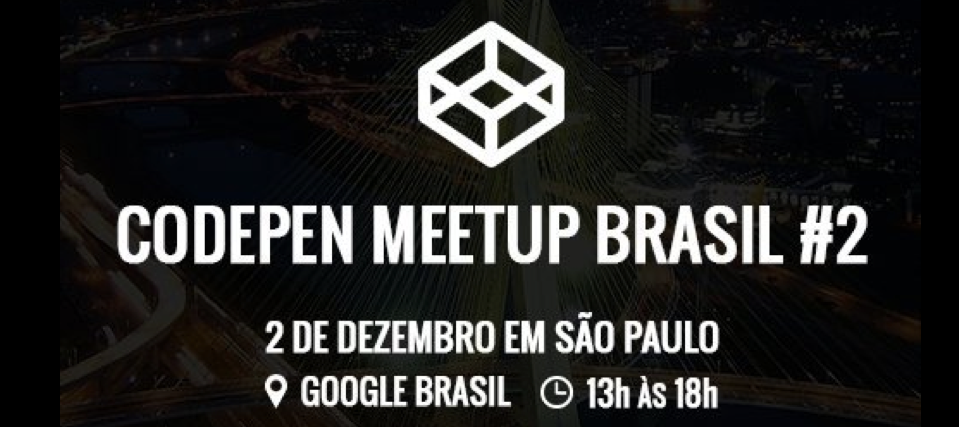 CODEPEN MEETUP BRASIL #2
2 DE DEZEMBRO EM SÃO PAULO
GOOGLE BRASIL 13h ÀS 18h